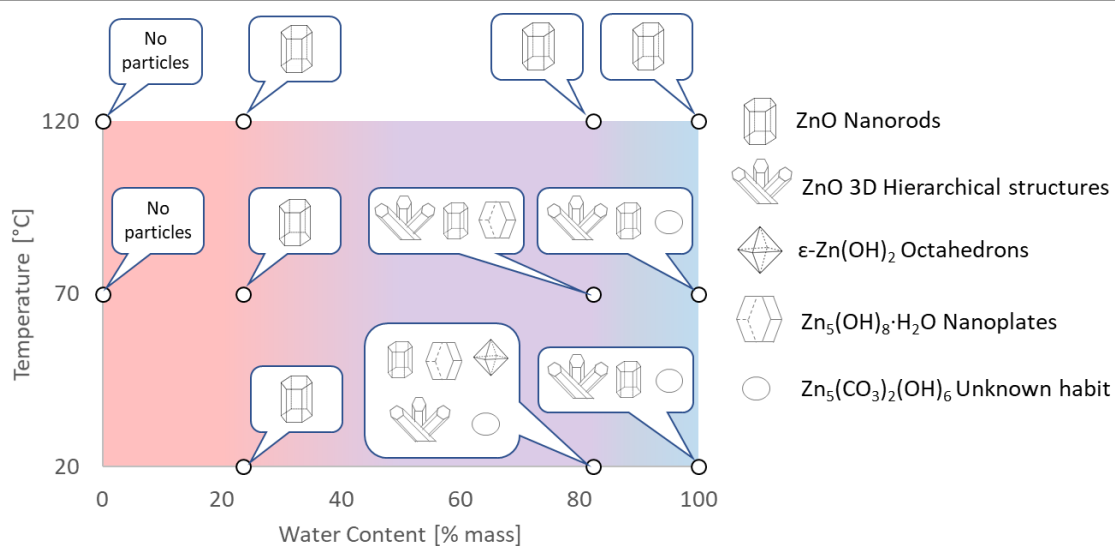 No
particles
120
No
particles
70
20
Temperature [°C]
0
20
40
60
80
100
Water Content [% mass]
ZnO Nanorods
ZnO 3D Hierarchical structures
ε-Zn(OH)₂ Octahedrons
Zn₅(OH)₈·H₂O Nanoplates
Zn₅(CO₃)₂(OH)₆ Unknown habit